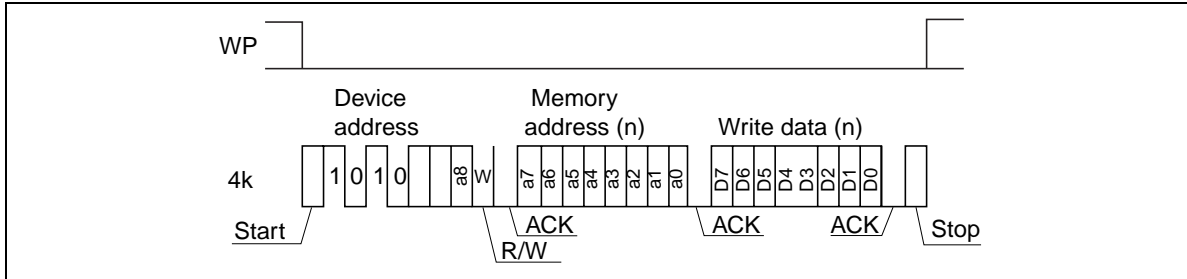 WP
Device address
Memory address (n)
Write data (n)
4k
1 0 1 0 a8 W a7 a6 a5 a4 a3 a2 a1 a0 D7 D6 D5 D4 D3 D2 D1 D0
Start
R/W
ACK
ACK
ACK
Stop